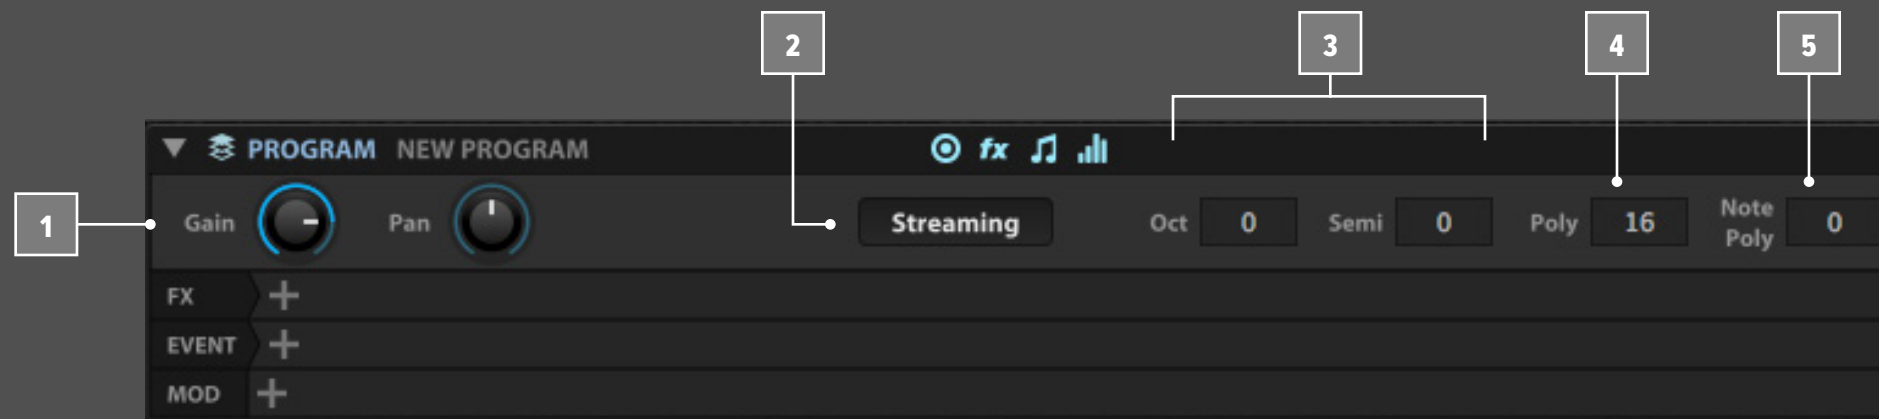 2 3 4 5
PROGRAM NEW PROGRAM fx
1 Gain Pan Streaming Oct 0 Semi 0 Poly 16 Note Poly 0
FX +
EVENT +
MOD +